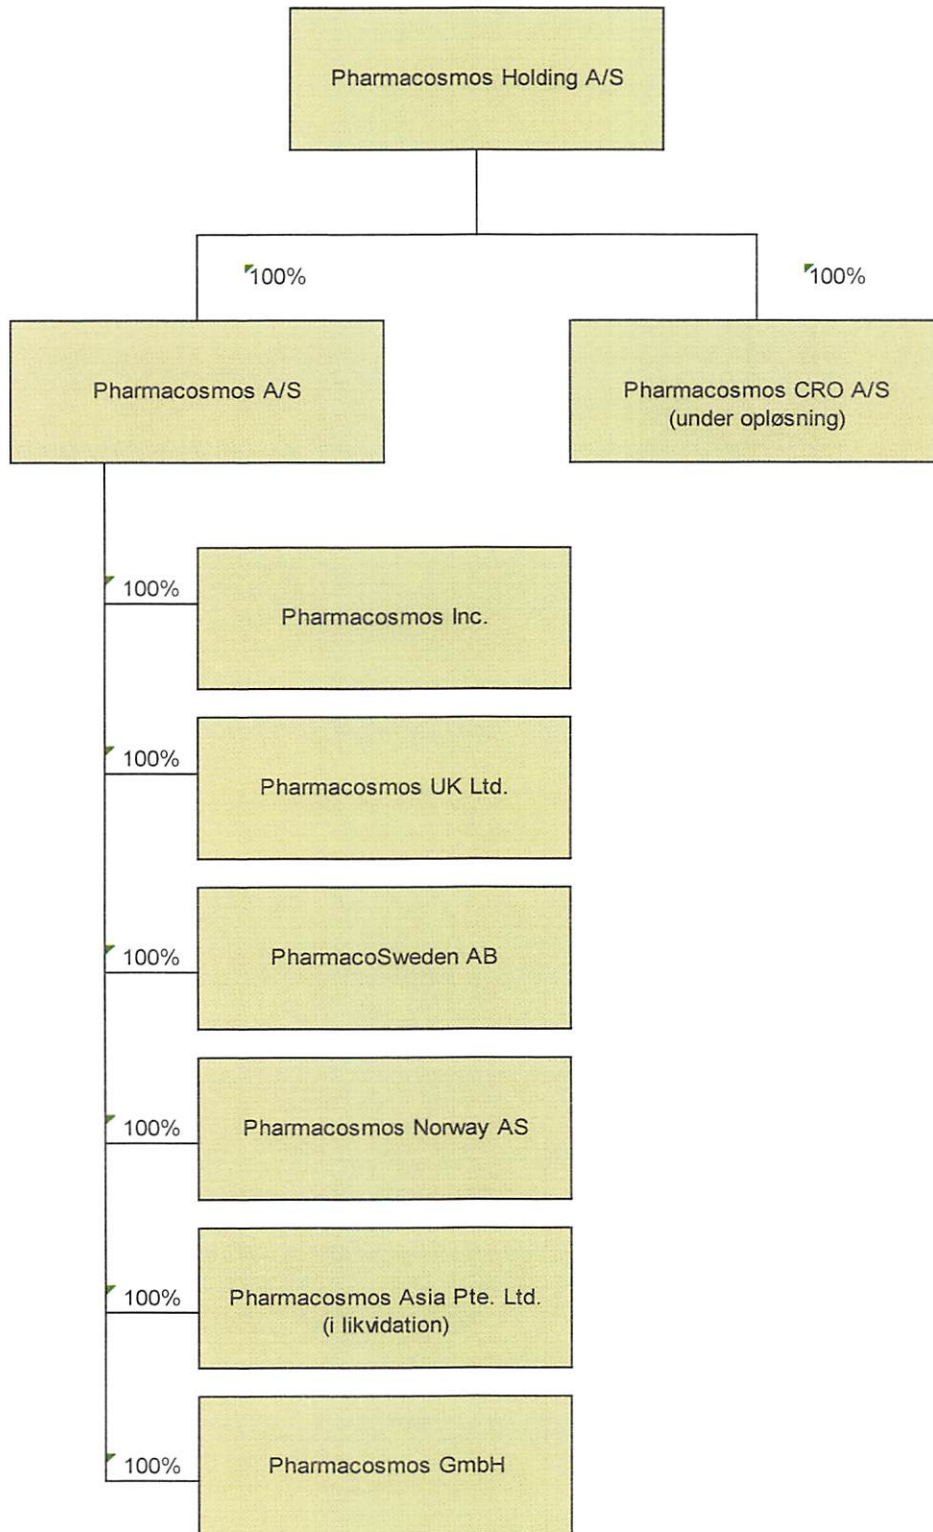 Pharmacosmos Holding A/S
100%
100%
Pharmacosmos A/S
Pharmacosmos CRO A/S
(under opløsning)
100%
Pharmacosmos Inc.
100%
Pharmacosmos UK Ltd.
100%
PharmacoSweden AB
100%
Pharmacosmos Norway AS
100%
Pharmacosmos Asia Pte. Ltd.
(i likvidation)
100%
Pharmacosmos GmbH